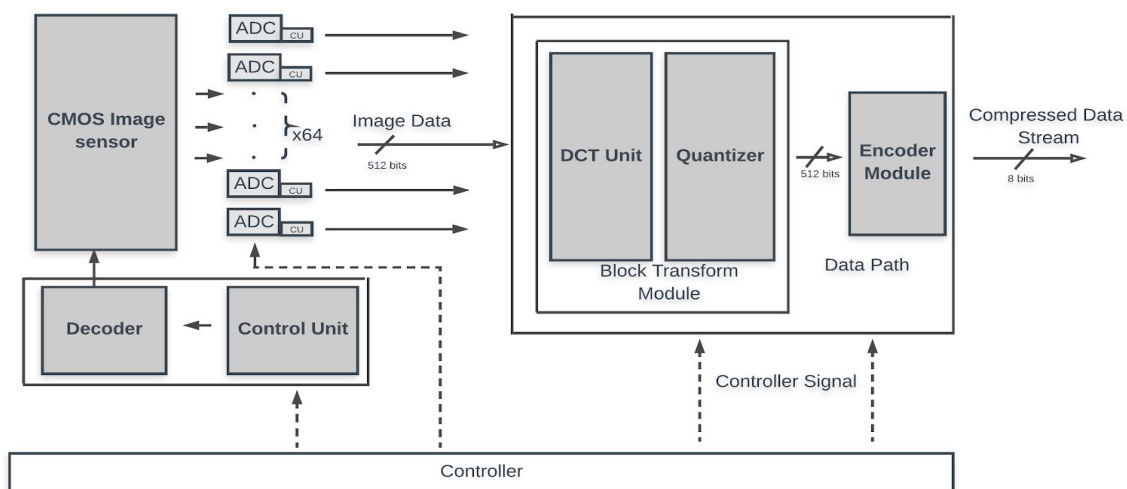 ADC
CU
ADC
CU
CMOS Image
sensor
x64
ADC
CU
ADC
CU
Image Data
512 bits
DCT Unit
Quantizer
Block Transform
Module
512 bits
Encoder
Module
Data Path
Compressed Data
Stream
8 bits
Decoder
Control Unit
Controller Signal
Controller